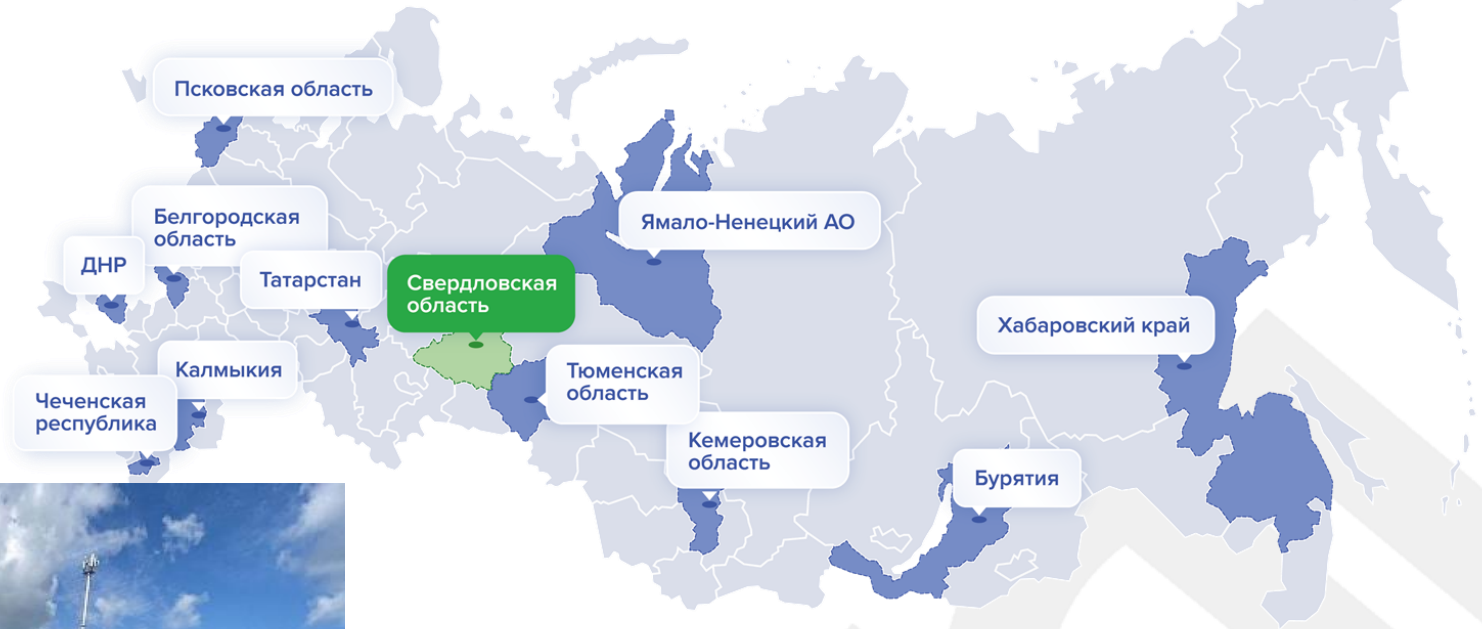 Псковская область
Белгородская
область
Ямало-Ненецкий АО
ДНР
Татарстан
Свердловская
область
Хабаровский край
Калмыкия
Тюменская
область
Чеченская
республика
Кемеровская
область
Бурятия